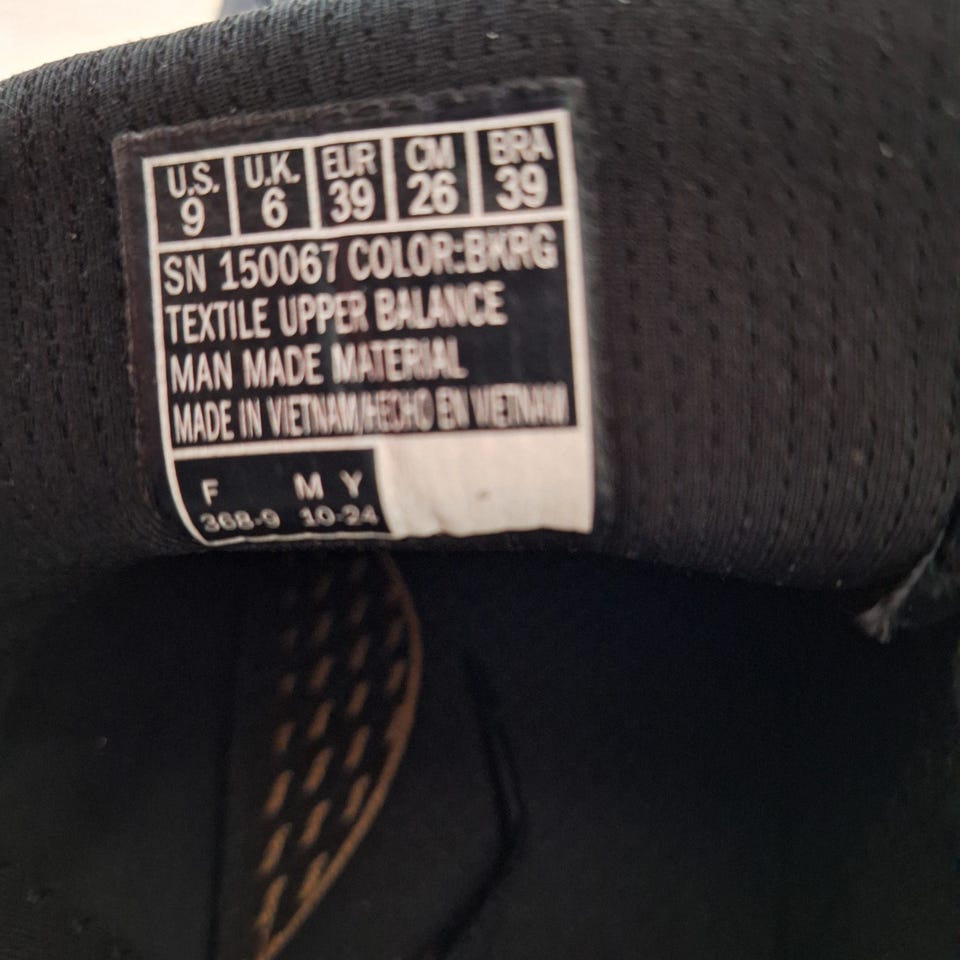 U.S. U.K. EUR CM BRA
9 6 39 26 39
SN 150067 COLOR:BKRG
TEXTILE UPPER BALANCE
MAN MADE MATERIAL
MADE IN VIETNAM/HECHO EN VIETNAM
F M Y
368-9 10-24